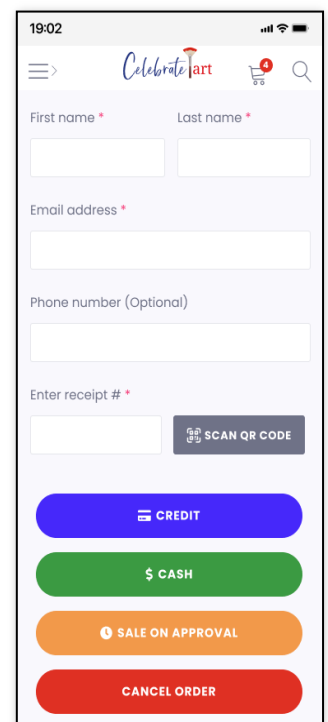 19:02
Celebrate art
4
First name * Last name *
Email address *
Phone number (Optional)
Enter receipt # *
SCAN QR CODE
CREDIT
$ CASH
SALE ON APPROVAL
CANCEL ORDER